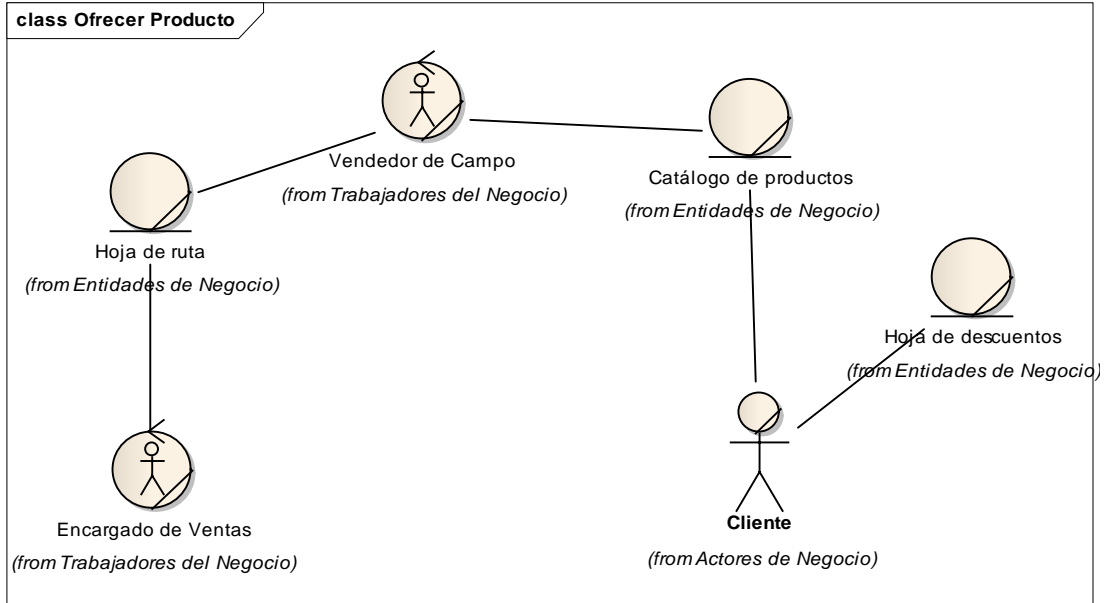 class Ofrecer Producto
Vendedor de Campo
(from Trabajadores del Negocio)
Catálogo de productos
(from Entidades de Negocio)
Hoja de ruta
(from Entidades de Negocio)
Hoja de descuentos
(from Entidades de Negocio)
Encargado de Ventas
(from Trabajadores del Negocio)
Cliente
(from Actores de Negocio)